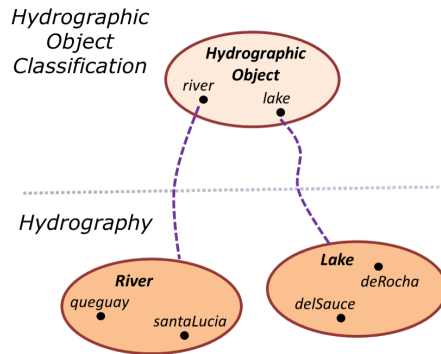 Hydrographic
Object
Classification
Hydrographic
Object
river
lake
Hydrography
River
queguay
santaLucia
Lake
deRocha
delSauce